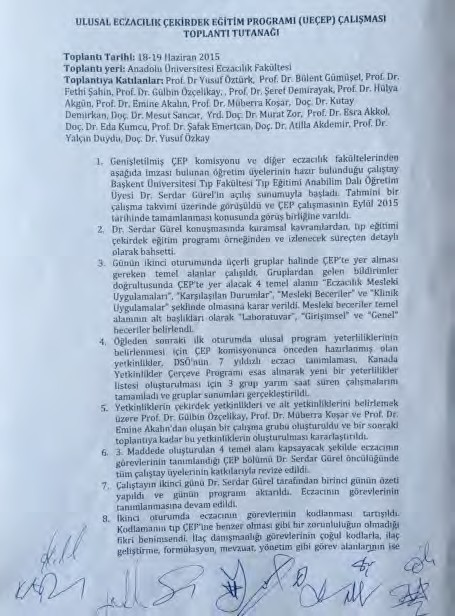 ULUSAL ECZACILIK ÇEKİRDEK EĞİTİM PROGRAMI (UEÇEP) ÇALIŞMASI
TOPLANTI TUTANAĞI
Toplantı Tarihi: 18-19 Haziran 2015
Toplantı yeri: Anadolu Üniversitesi Eczacılık Fakültesi
Toplantıya Katılanlar: Prof. Dr Yusuf Öztürk, Prof. Dr. Bülent Gümüşel, Prof. Dr.
Fethi Şahin, Prof. Dr. Gülbin Özçelikay, , Prof. Dr. Şeref Demirayak, Prof. Dr. Hülya
Akgün, Prof. Dr. Emine Akalın, Prof. Dr. Müberra Koşar, Doç. Dr. Kutay
Demirkan, Doç. Dr. Mesut Sancar, Yrd. Doç. Dr. Murat Zor, Prof. Dr. Esra Akkol,
Doç. Dr. Eda Kumcu, Prof. Dr. Şafak Emertcan, Doç. Dr. Atilla Akdemir, Prof. Dr.
Yalçın Duydu, Doç. Dr. Yusuf Özkay
1. Genişletilmiş ÇEP komisyonu ve diğer eczacılık fakültelerinden
aşağıda imzası bulunan öğretim üyelerinin hazır bulunduğu çalıştay
Başkent Üniversitesi Tıp Fakültesi Tıp Eğitimi Anabilim Dalı Öğretim
Üyesi Dr. Serdar Gürel'in açılış sunumuyla başladı. Tahmini bir
çalışma takvimi üzerinde görüşüldü ve ÇEP çalışmasının Eylül 2015
tarihinde tamamlanması konusunda görüş birliğine varıldı.
2. Dr. Serdar Gürel konuşmasında kuramsal kavramlardan, tıp eğitimi
çekirdek eğitim programı örneğinden ve izlenecek süreçten detaylı
olarak bahsetti.
3. Günün ikinci oturumunda üçerli gruplar halinde ÇEP'te yer alması
gereken temel alanlar çalışıldı. Gruplardan gelen bildirimler
doğrultusunda ÇEP'te yer alacak 4 temel alanın "Eczacılık Mesleki
Uygulamaları", "Karşılaşılan Durumlar", "Mesleki Beceriler" ve "Klinik
Uygulamalar" şeklinde olmasına karar verildi. Mesleki beceriler temel
alanının alt başlıkları olarak "Laboratuvar", "Girişimsel" ve "Genel"
beceriler belirlendi.
4. Öğleden sonraki ilk oturumda ulusal program yeterliliklerinin
belirlenmesi için ÇEP komisyonunca önceden hazırlanmış olan
yetkinlikler, DSÖ'nün 7 yıldızlı eczacı tanımlaması, Kanada
Yetkinlikler Çerçeve Programı esas alınarak yeni bir yeterlilikler
listesi oluşturulması için 3 grup yarım saat süren çalışmalarını
tamamladı ve gruplar sunumları gerçekleştirildi.
5. Yetkinliklerin çekirdek yetkinlikleri ve alt yetkinliklerini belirlemek
üzere Prof. Dr. Gülbin Özçelikay, Prof. Dr. Müberra Koşar ve Prof. Dr.
Emine Akalın'dan oluşan bir çalışma grubu oluşturuldu ve bir sonraki
toplantıya kadar bu yetkinliklerin oluşturulması kararlaştırıldı.
6. 3. Maddede oluşturulan 4 temel alanı kapsayacak şekilde eczacının
görevlerinin tanımlandığı ÇEP bölümü Dr. Serdar Gürel öncülüğünde
tüm çalıştay üyelerinin katkılarıyla revize edildi.
7. Çalıştayın ikinci günü Dr. Serdar Gürel tarafından birinci günün özeti
yapıldı ve günün programı aktarıldı. Eczacının görevlerinin
tanımlanmasına devam edildi.
8. İkinci oturumda eczacının görevlerinin kodlanması tartışıldı.
Kodlamanın tıp ÇEP'ine benzer olması gibi bir zorunluluğun olmadığı
fikri benimsendi. İlaç danışmanlığı görevlerinin çoğul kodlarla, ilaç
geliştirme, formülasyon, mevzuat, yönetim gibi görev alanlarının ise